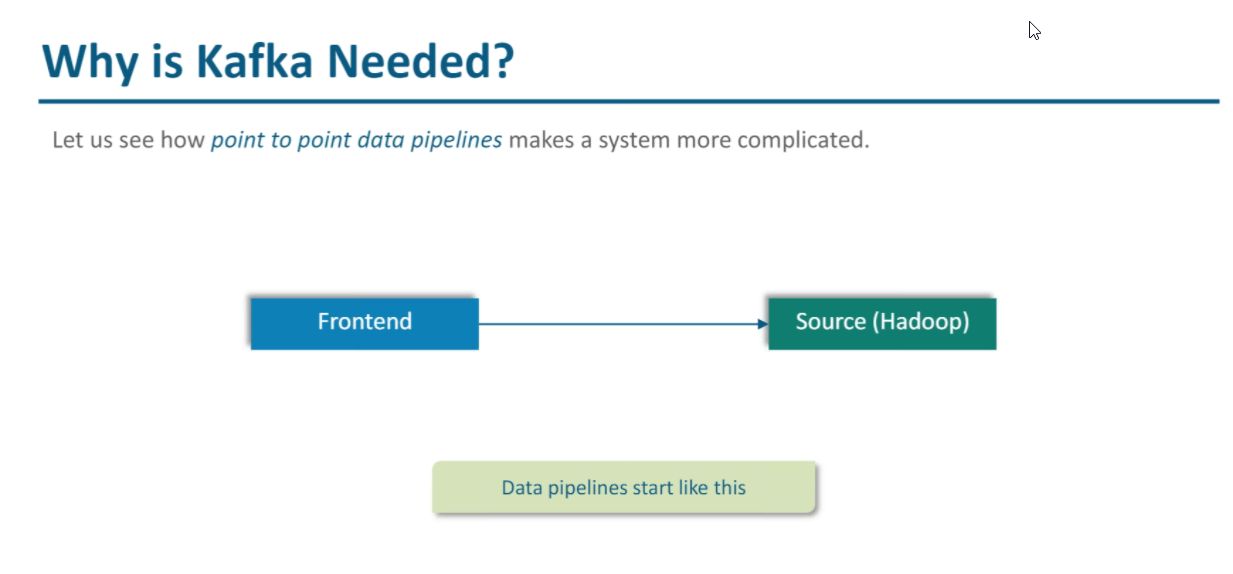 Why is Kafka Needed?
Let us see how point to point data pipelines makes a system more complicated.
Frontend
Source (Hadoop)
Data pipelines start like this